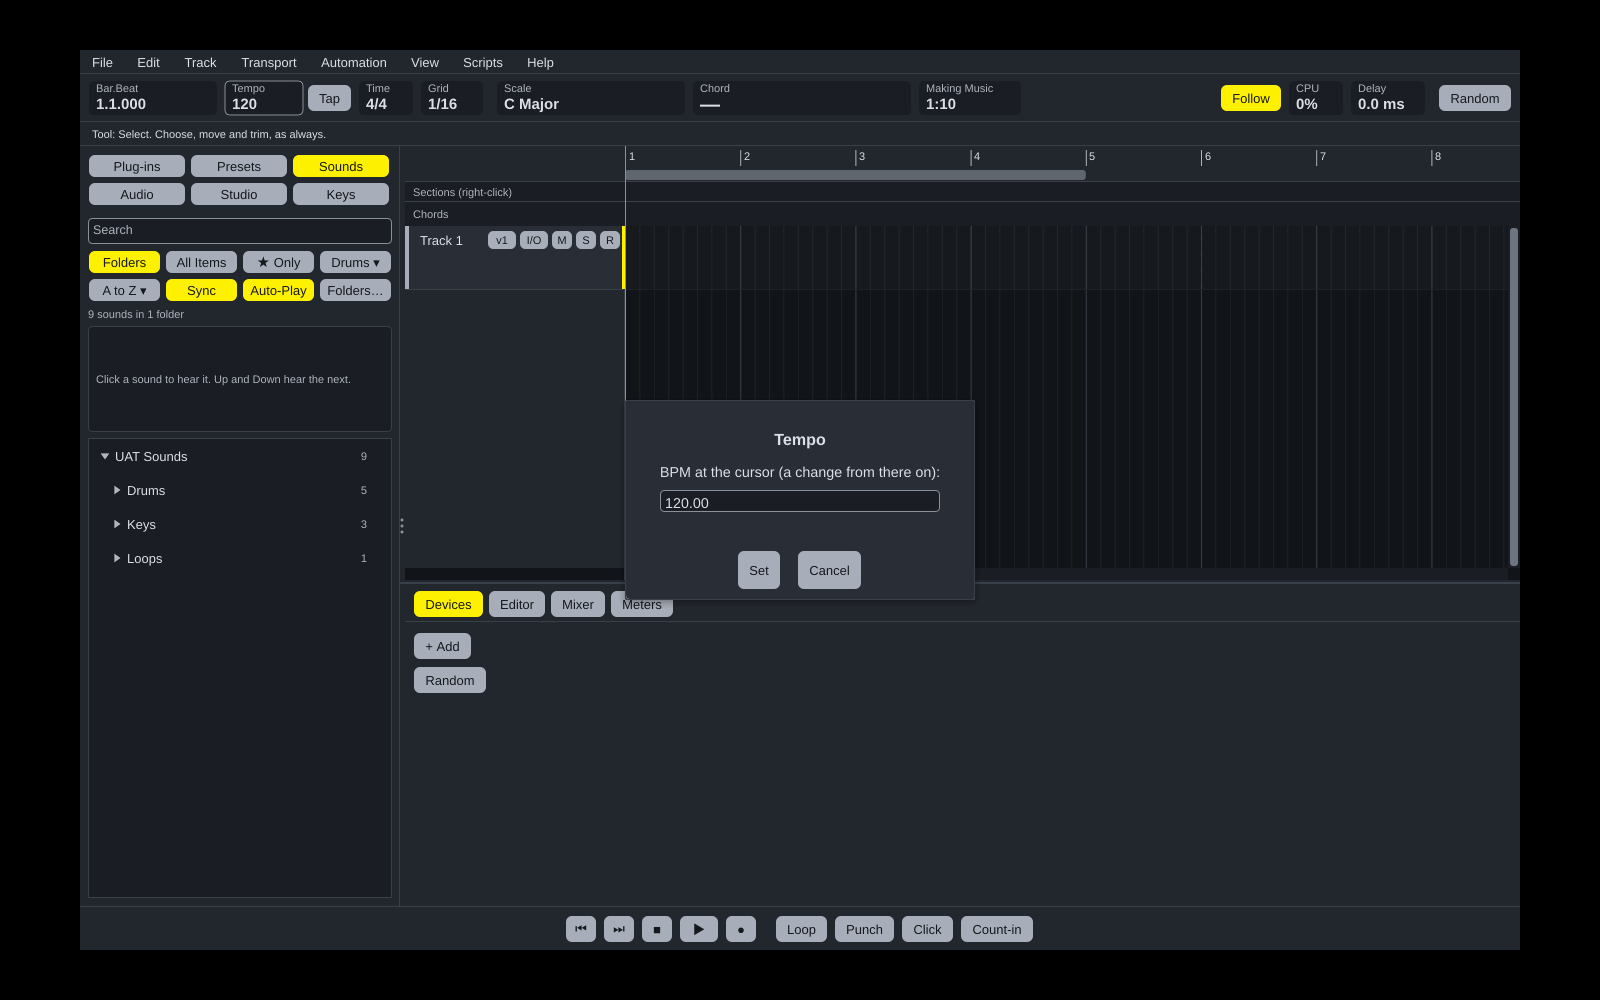 File Edit Track Transport Automation View Scripts Help
Bar.Beat Tempo Time Grid Scale Chord Making Music CPU Delay
1.1.000 120 Tap 4/4 1/16 C Major — 1:10 Follow 0% 0.0 ms Random
Tool: Select. Choose, move and trim, as always.
Plug-ins Presets Sounds
Audio Studio Keys
Search
Folders All Items ★ Only Drums ▾
A to Z ▾ Sync Auto-Play Folders…
9 sounds in 1 folder
Click a sound to hear it. Up and Down hear the next.
UAT Sounds 9
Drums 5
Keys 3
Loops 1
1 2 3 4 5 6 7 8
Sections (right-click)
Chords
Track 1 v1 I/O M S R
Tempo
BPM at the cursor (a change from there on):
120.00
Set Cancel
Devices Editor Mixer Meters
+ Add
Random
Loop Punch Click Count-in